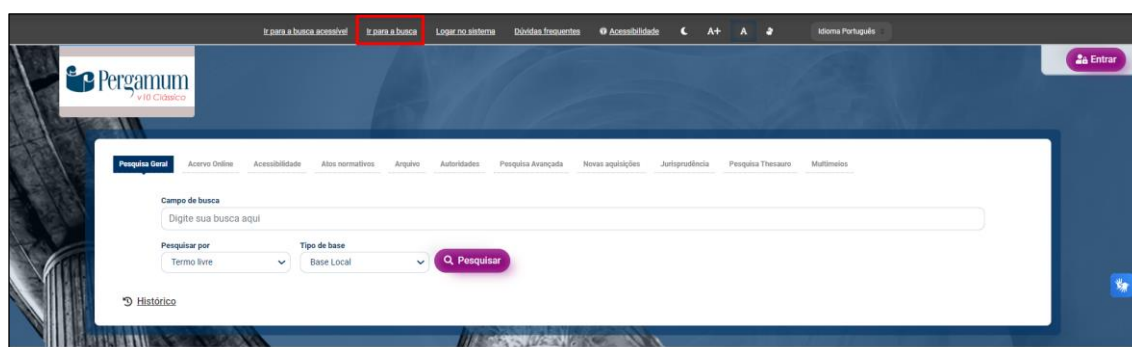 Ir para a busca acessível Ir para a busca Logar no sistema Dúvidas frequentes Acessibilidade A+ A Idioma Português
Entrar
Pergamum
v10 Clássico
Pesquisa Geral Acervo Online Acessibilidade Atos normativos Arquivo Autoridades Pesquisa Avançada Novas aquisições Jurisprudência Pesquisa Thesauro Multimeios
Campo de busca
Digite sua busca aqui
Pesquisar por Tipo de base
Termo livre Base Local Pesquisar
Histórico